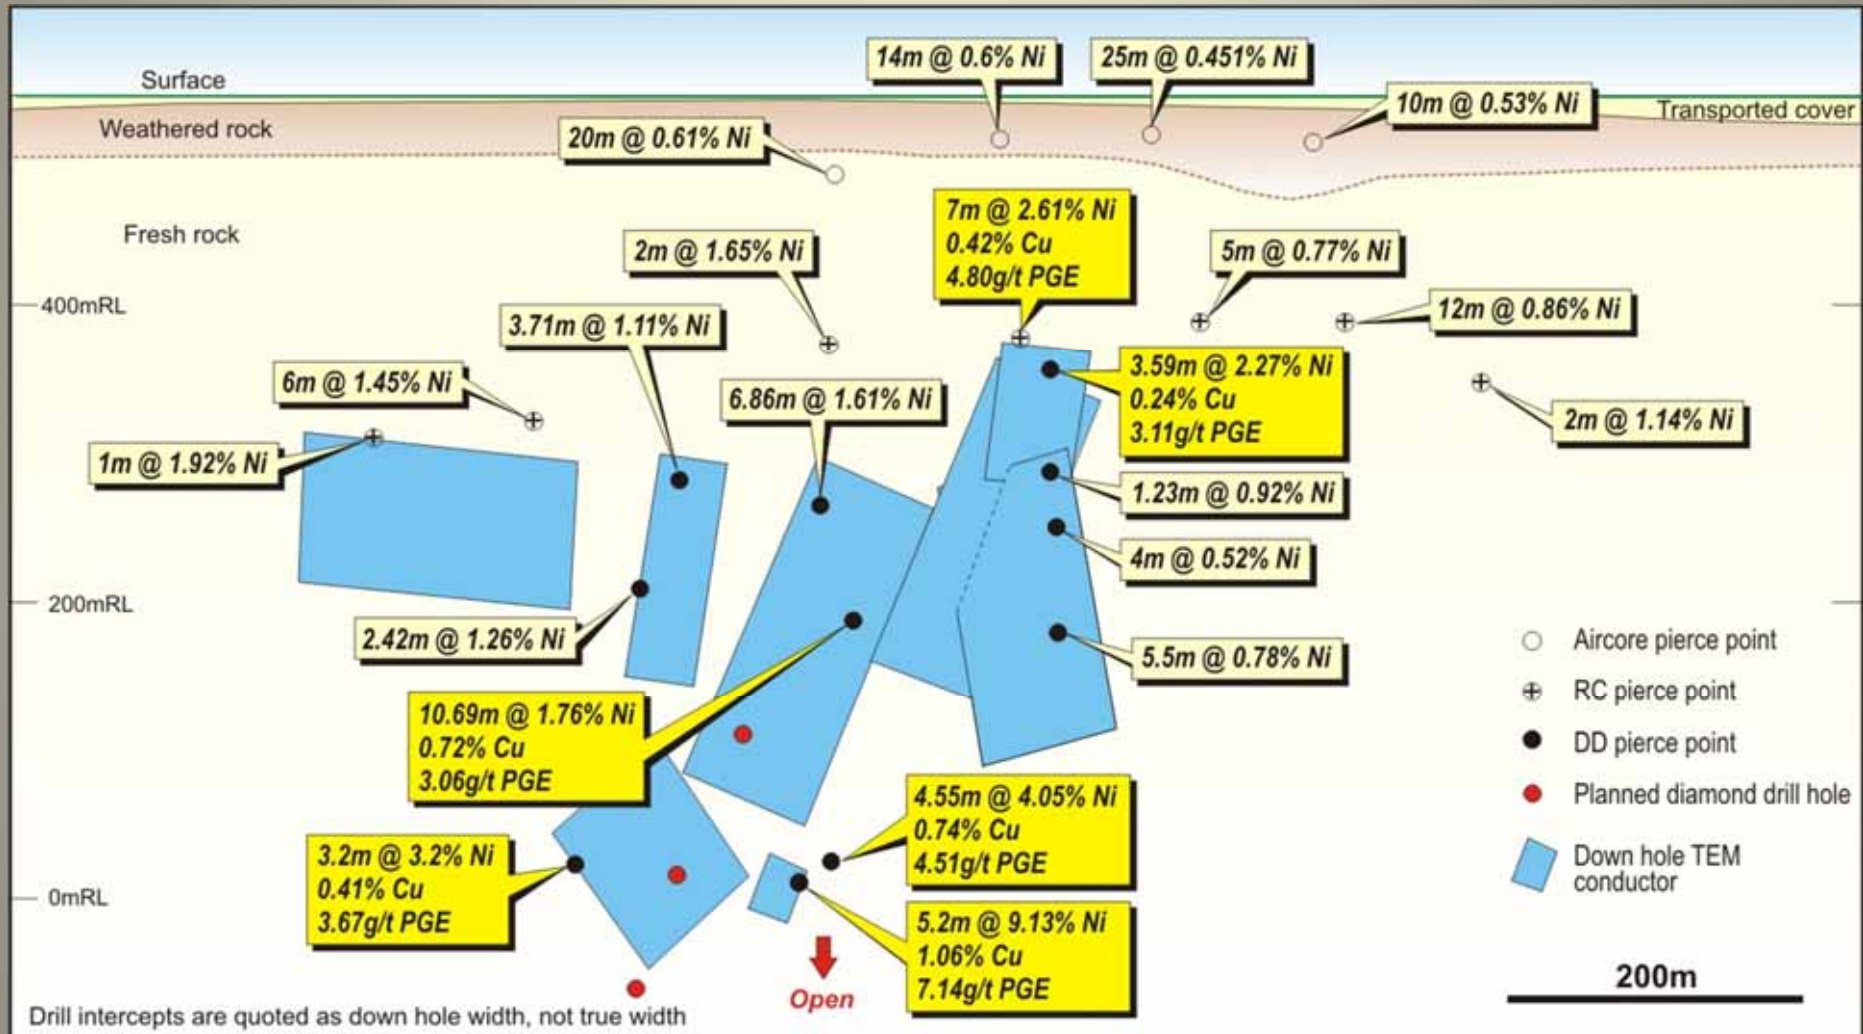 14m @ 0.6% Ni
25m @ 0.451% Ni
Surface
10m @ 0.53% Ni
Transported cover
Weathered rock
20m @ 0.61% Ni
Fresh rock
7m @ 2.61% Ni
0.42% Cu
4.80g/t PGE
2m @ 1.65% Ni
5m @ 0.77% Ni
400mRL
12m @ 0.86% Ni
3.71m @ 1.11% Ni
6m @ 1.45% Ni
6.86m @ 1.61% Ni
3.59m @ 2.27% Ni
0.24% Cu
3.11g/t PGE
2m @ 1.14% Ni
1m @ 1.92% Ni
1.23m @ 0.92% Ni
4m @ 0.52% Ni
200mRL
2.42m @ 1.26% Ni
5.5m @ 0.78% Ni
Aircore pierce point
RC pierce point
DD pierce point
Planned diamond drill hole
Down hole TEM
conductor
10.69m @ 1.76% Ni
0.72% Cu
3.06g/t PGE
4.55m @ 4.05% Ni
0.74% Cu
4.51g/t PGE
3.2m @ 3.2% Ni
0.41% Cu
3.67g/t PGE
0mRL
5.2m @ 9.13% Ni
1.06% Cu
7.14g/t PGE
Open
200m
Drill intercepts are quoted as down hole width, not true width